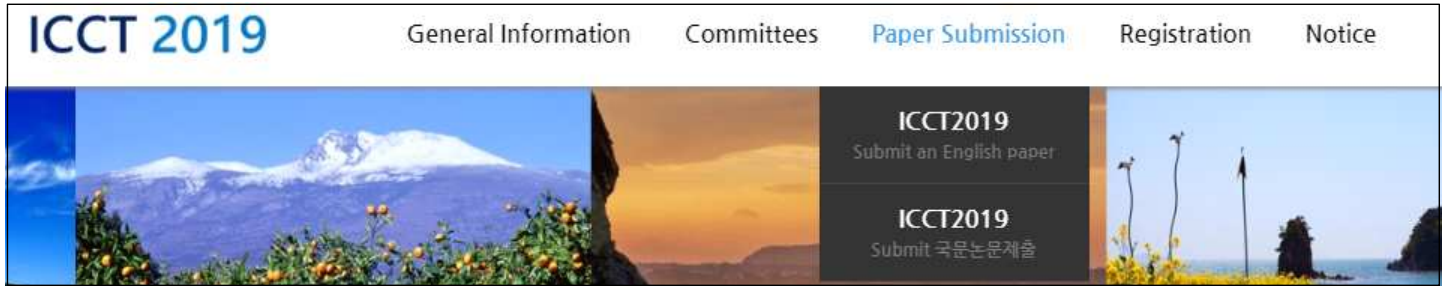 ICCT 2019 General Information Committees Paper Submission Registration Notice
ICCT2019
Submit an English paper
ICCT2019
Submit 국문논문제출